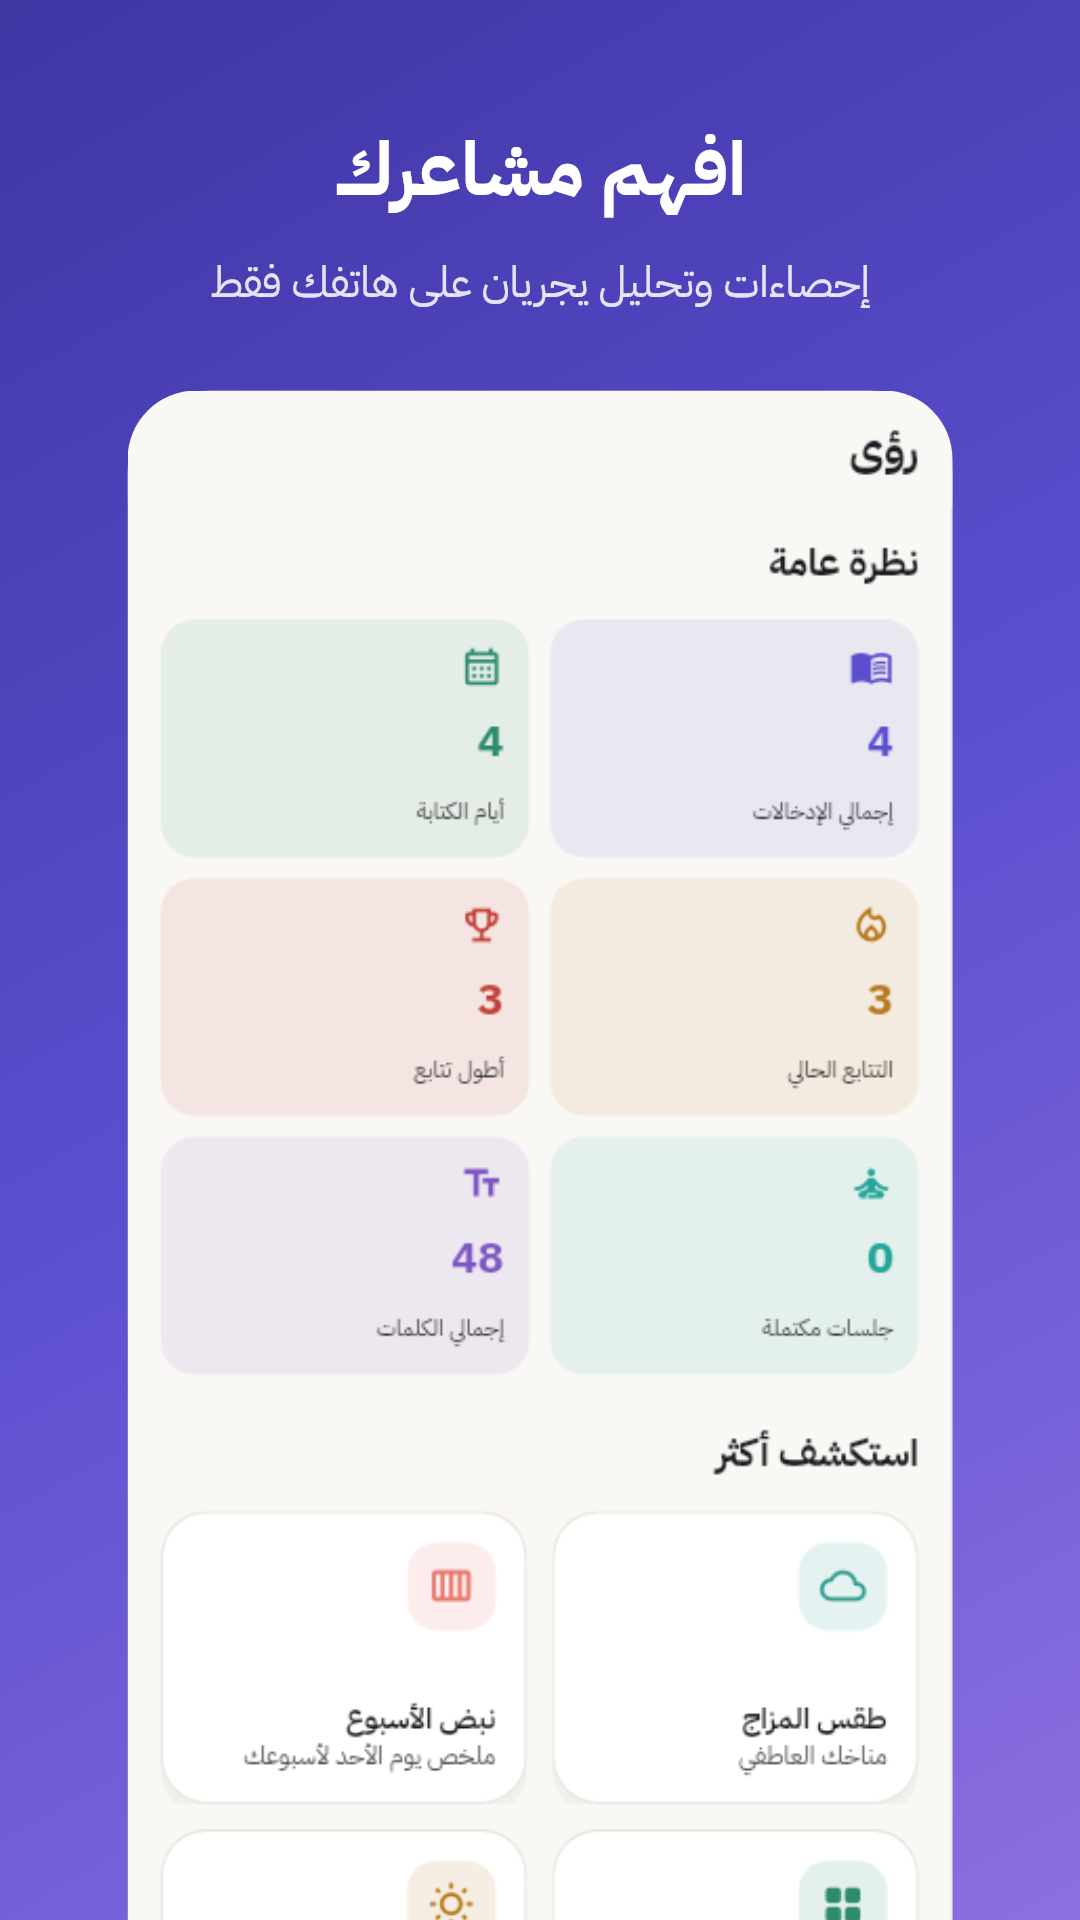 افهم مشاعرك
إحصاءات وتحليل يجريان على هاتفك فقط
رؤى
نظرة عامة
4
إجمالي الإدخالات
4
أيام الكتابة
3
التتابع الحالي
3
أطول تتابع
0
جلسات مكتملة
48
إجمالي الكلمات
استكشف أكثر
طقس المزاج
مناخك العاطفي
نبض الأسبوع
ملخص يوم الأحد لأسبوعك